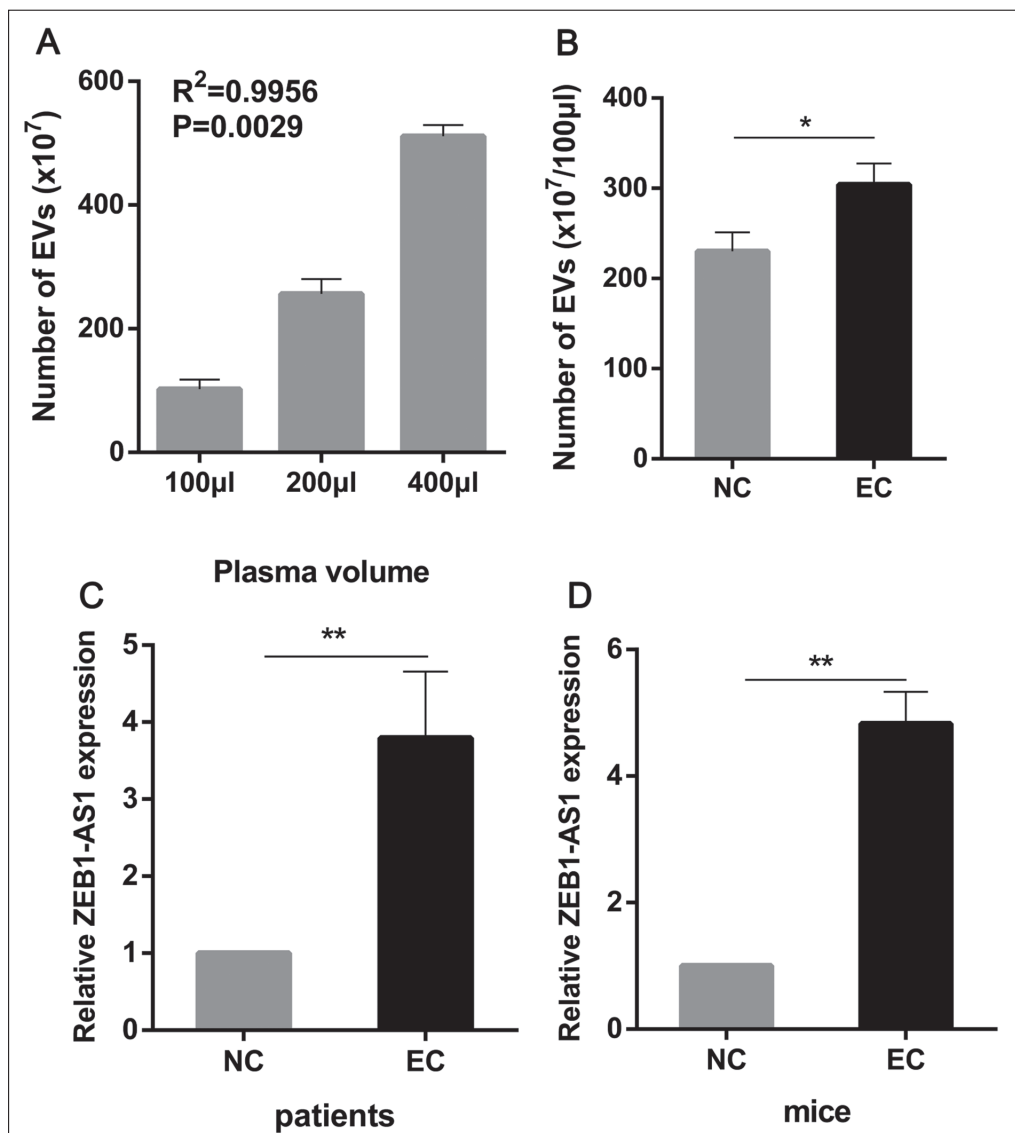 A
R²=0.9956
P=0.0029
Number of EVs (x10⁷)
600
400
200
0
100µl
200µl
400µl
Plasma volume
B
Number of EVs (x10⁷/100µl)
400
300
200
100
0
*
NC
EC
C
Relative ZEB1-AS1 expression
5
4
3
2
1
0
**
NC
EC
patients
D
Relative ZEB1-AS1 expression
6
4
2
0
**
NC
EC
mice